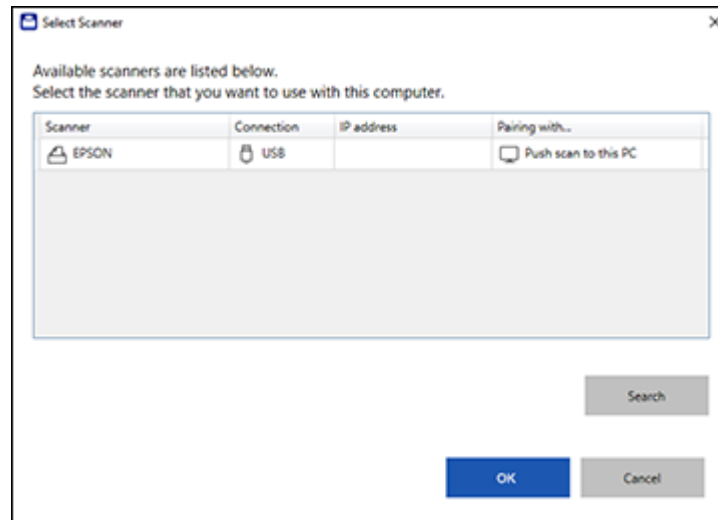 Select Scanner
Available scanners are listed below.
Select the scanner that you want to use with this computer.
Scanner Connection IP address Pairing with...
EPSON USB Push scan to this PC
Search
OK Cancel